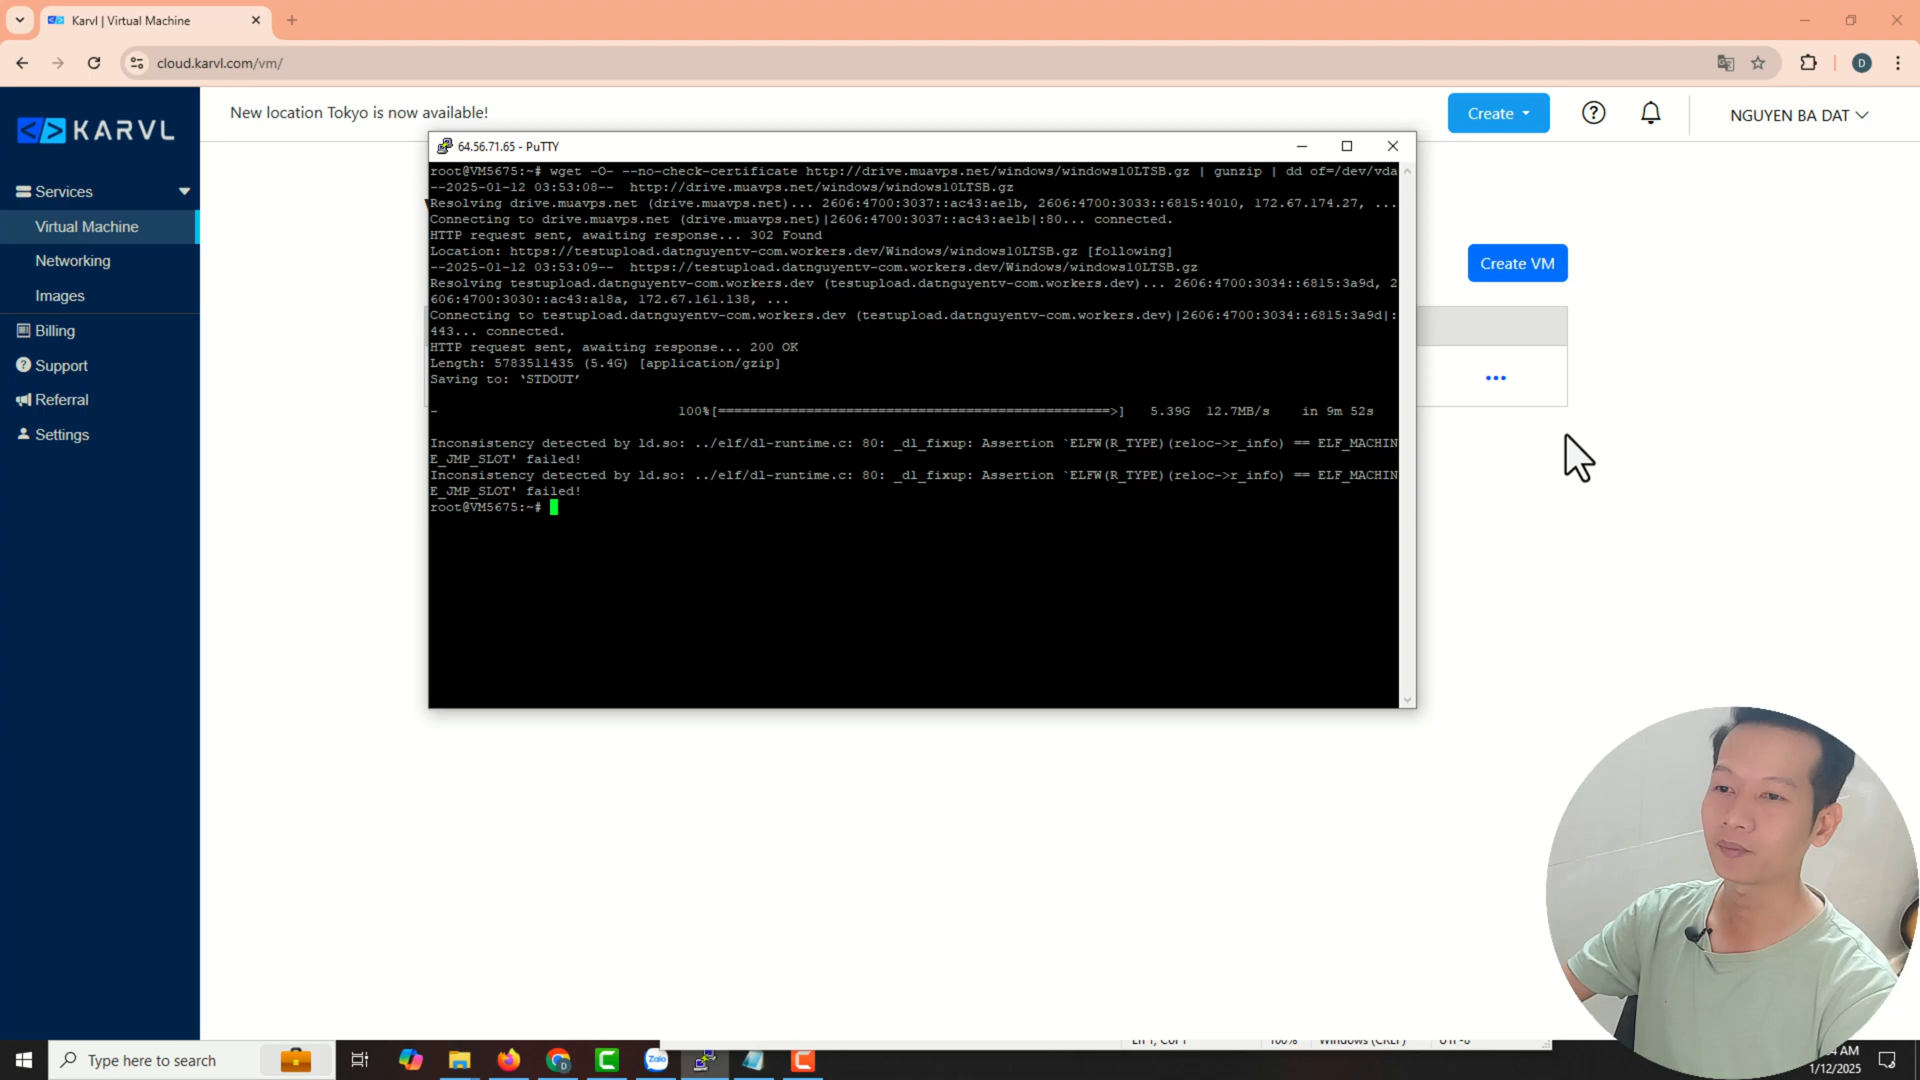 Karvl | Virtual Machine
cloud.karvl.com/vm/
D
KARVL
New location Tokyo is now available!
Create
NGUYEN BA DAT
Services
Virtual Machine
Networking
Images
Billing
Support
Referral
Settings
Create VM
64.56.71.65 - PuTTY
root@VM5675:~# wget -O- --no-check-certificate http://drive.muavps.net/windows/windows10LTSB.gz | gunzip | dd of=/dev/vda
--2025-01-12 03:53:08--  http://drive.muavps.net/windows/windows10LTSB.gz
Resolving drive.muavps.net (drive.muavps.net)... 2606:4700:3037::ac43:ae1b, 2606:4700:3033::6815:4010, 172.67.174.27, ...
Connecting to drive.muavps.net (drive.muavps.net)|2606:4700:3037::ac43:ae1b|:80... connected.
HTTP request sent, awaiting response... 302 Found
Location: https://testupload.datnguyentv-com.workers.dev/Windows/windows10LTSB.gz [following]
--2025-01-12 03:53:09--  https://testupload.datnguyentv-com.workers.dev/Windows/windows10LTSB.gz
Resolving testupload.datnguyentv-com.workers.dev (testupload.datnguyentv-com.workers.dev)... 2606:4700:3034::6815:3a9d, 2
606:4700:3030::ac43:a18a, 172.67.161.138, ...
Connecting to testupload.datnguyentv-com.workers.dev (testupload.datnguyentv-com.workers.dev)|2606:4700:3034::6815:3a9d|:
443... connected.
HTTP request sent, awaiting response... 200 OK
Length: 5783511435 (5.4G) [application/gzip]
Saving to: ‘STDOUT’
- 100%[=================================================>] 5.39G 12.7MB/s in 9m 52s
Inconsistency detected by ld.so: ../elf/dl-runtime.c: 80: _dl_fixup: Assertion `ELFW(R_TYPE)(reloc->r_info) == ELF_MACHIN
E_JMP_SLOT' failed!
Inconsistency detected by ld.so: ../elf/dl-runtime.c: 80: _dl_fixup: Assertion `ELFW(R_TYPE)(reloc->r_info) == ELF_MACHIN
E_JMP_SLOT' failed!
root@VM5675:~#
Type here to search
Zalo
AM
1/12/2025